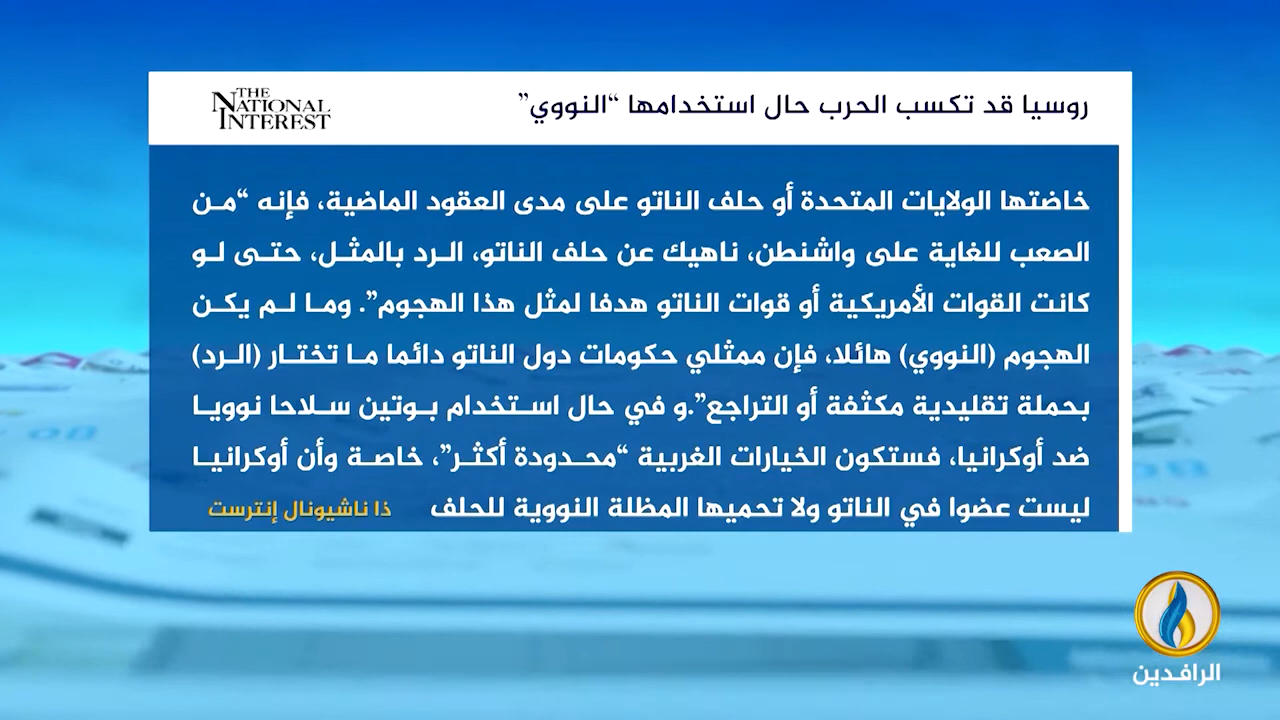 روسيا قد تكسب الحرب حال استخدامها “النووي”
THE
NATIONAL
INTEREST
خاضتها الولايات المتحدة أو حلف الناتو على مدى العقود الماضية، فإنه “من
الصعب للغاية على واشنطن، ناهيك عن حلف الناتو، الرد بالمثل، حتى لو
كانت القوات الأمريكية أو قوات الناتو هدفا لمثل هذا الهجوم”. وما لم يكن
الهجوم (النووي) هائلا، فإن ممثلي حكومات دول الناتو دائما ما تختار (الرد)
بحملة تقليدية مكثفة أو التراجع”.و في حال استخدام بوتين سلاحا نوويا
ضد أوكرانيا، فستكون الخيارات الغربية “محدودة أكثر”، خاصة وأن أوكرانيا
ليست عضوا في الناتو ولا تحميها المظلة النووية للحلف
ذا ناشيونال إنترست
الرافدين